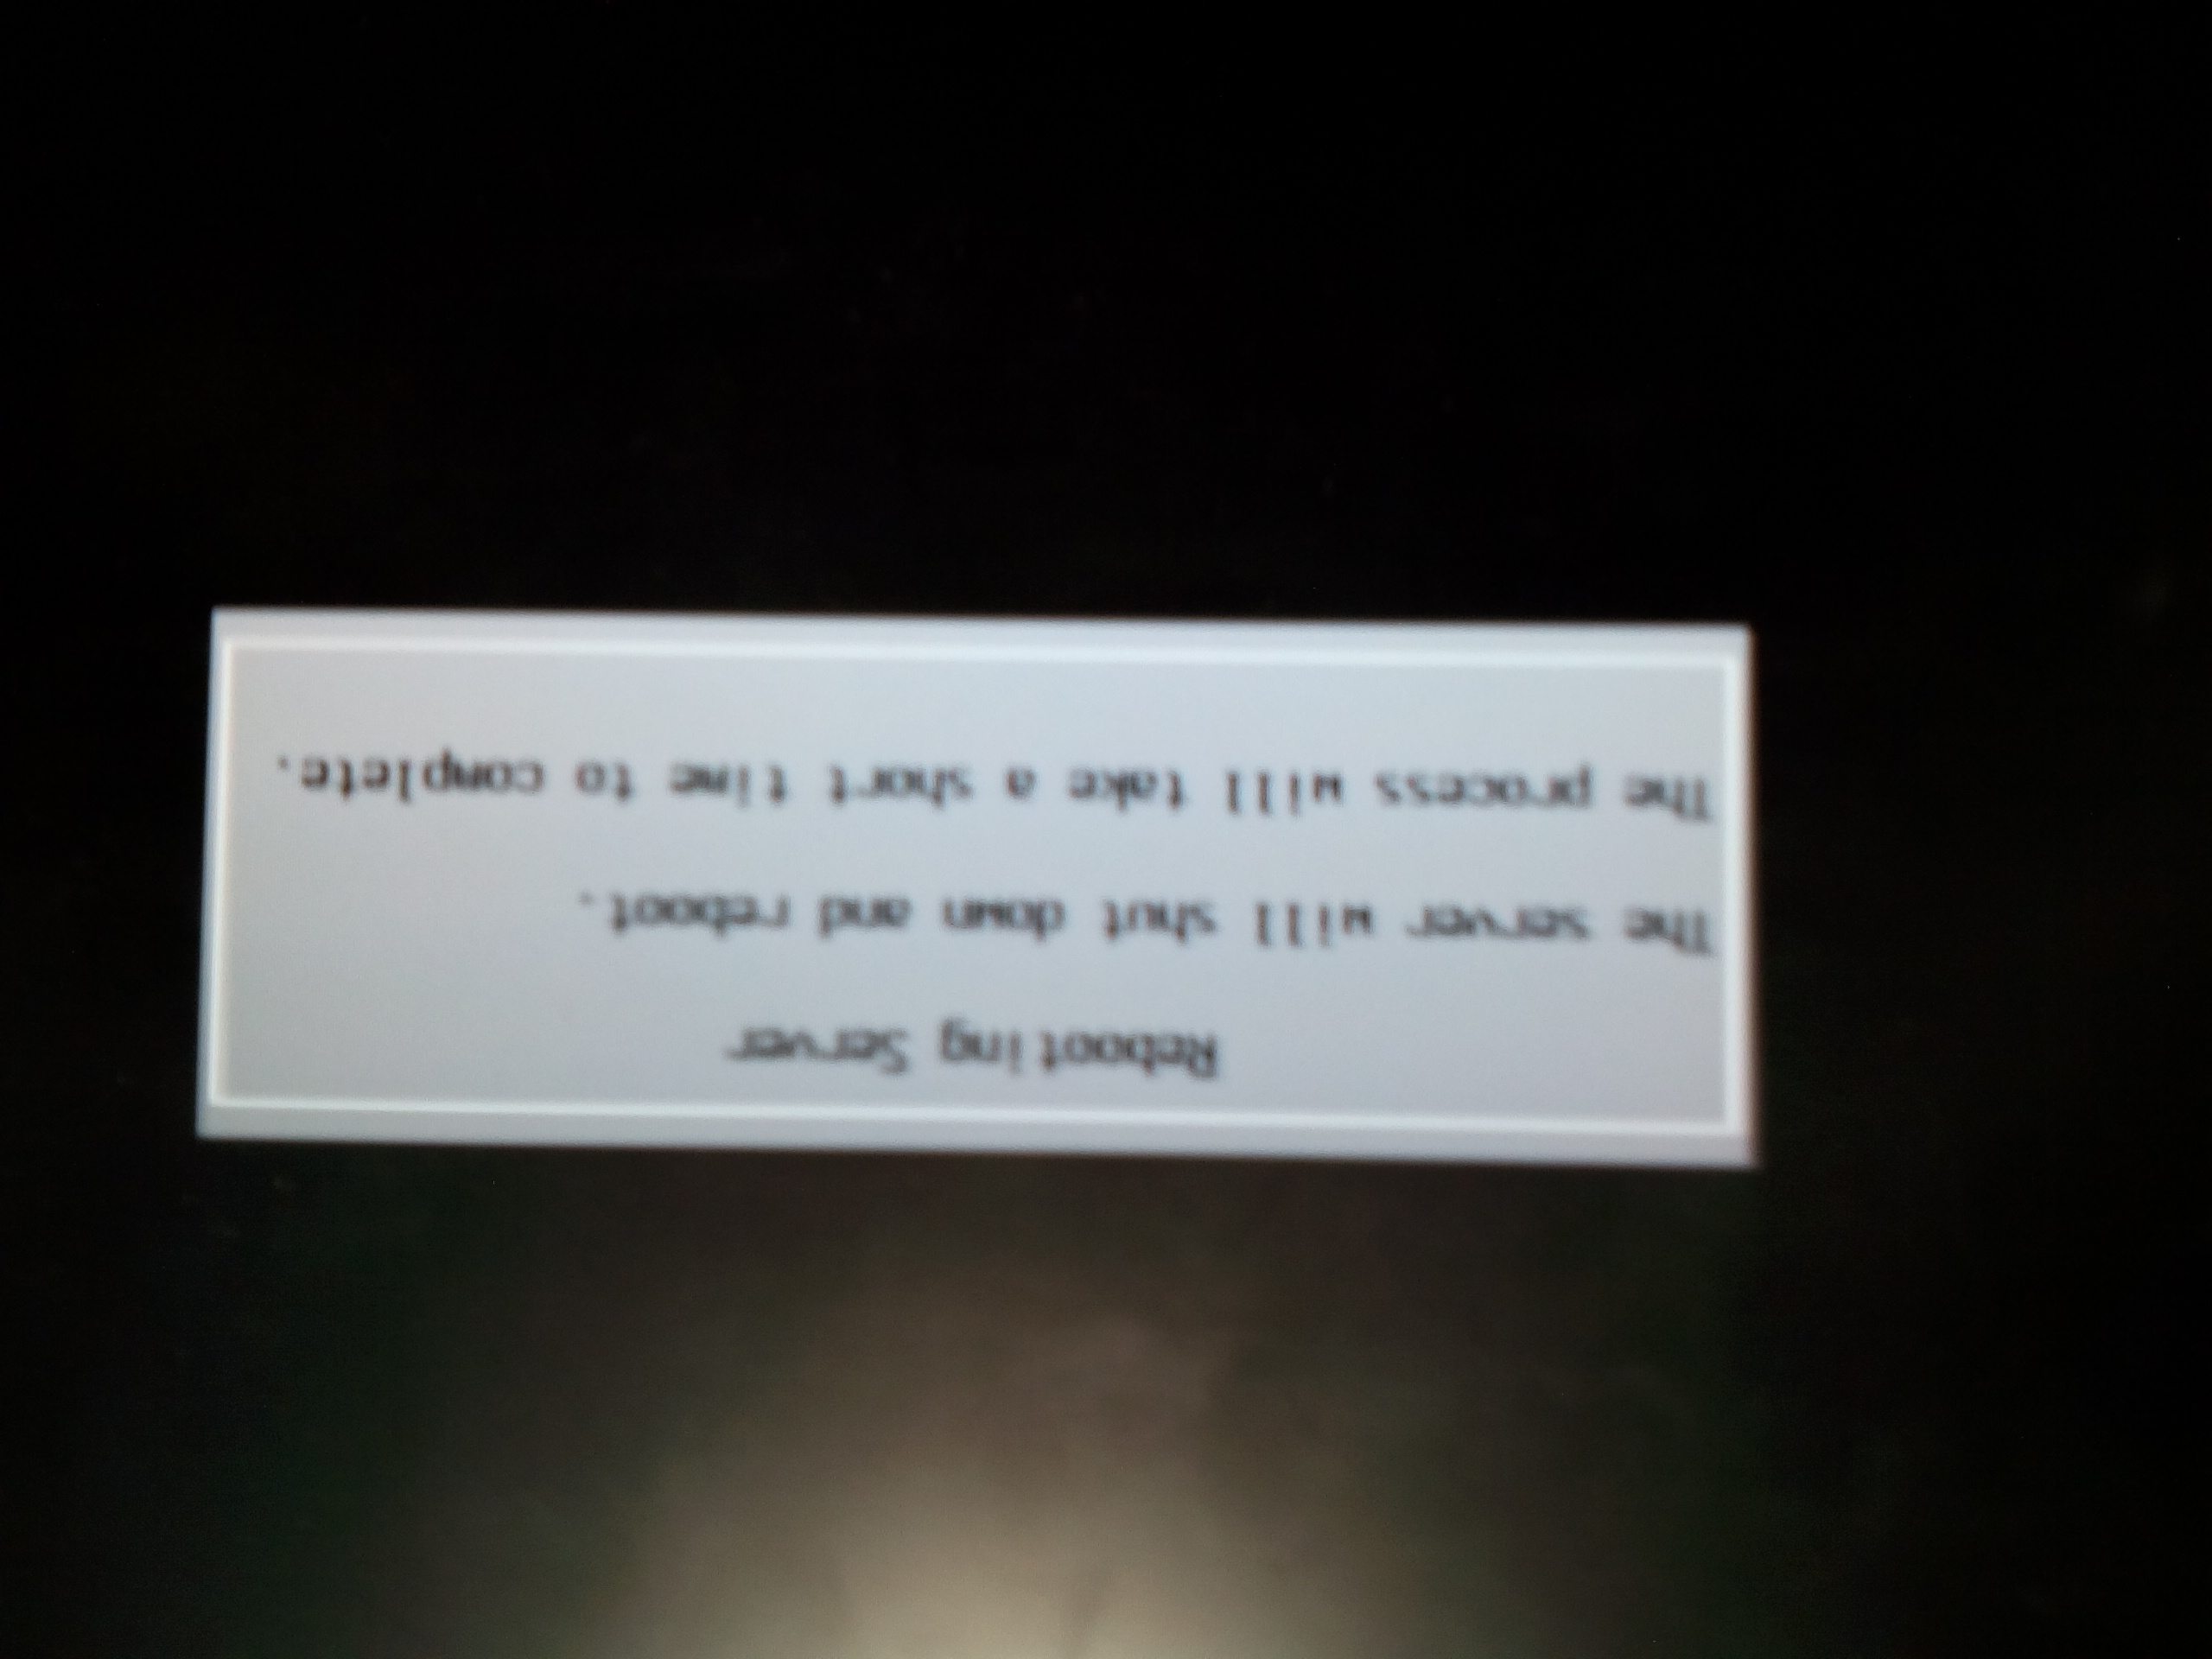 Rebooting Server
The server will shut down and reboot.
The process will take a short time to complete.